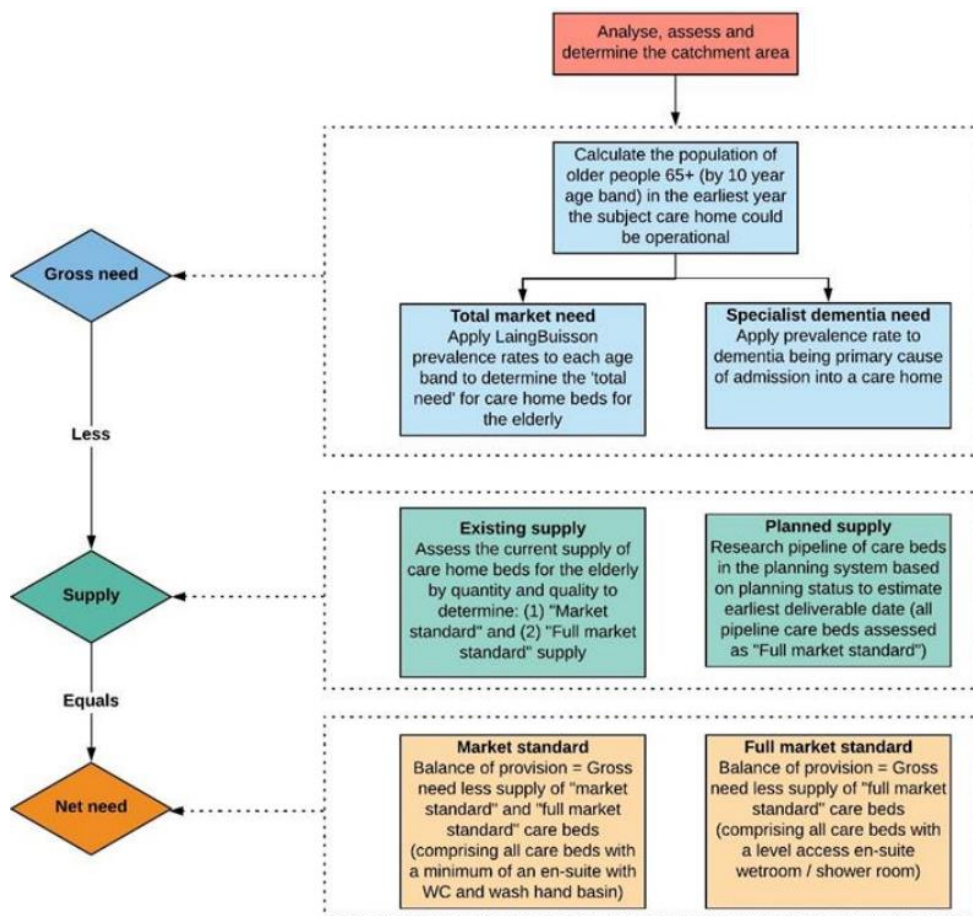 Analyse, assess and
determine the catchment area
Calculate the population of
older people 65+ (by 10 year
age band) in the earliest year
the subject care home could
be operational
Gross need
Total market need
Apply LaingBuisson
prevalence rates to each age
band to determine the 'total
need' for care home beds for
the elderly
Specialist dementia need
Apply prevalence rate to
dementia being primary cause
of admission into a care home
Less
Existing supply
Assess the current supply of
care home beds for the elderly
by quantity and quality to
determine: (1) "Market
standard" and (2) "Full market
standard" supply
Planned supply
Research pipeline of care beds
in the planning system based
on planning status to estimate
earliest deliverable date (all
pipeline care beds assessed
as "Full market standard")
Supply
Equals
Market standard
Balance of provision = Gross
need less supply of "market
standard" and "full market
standard" care beds
(comprising all care beds with
a minimum of an en-suite with
WC and wash hand basin)
Full market standard
Balance of provision = Gross
need less supply of "full market
standard" care beds
(comprising all care beds with
a level access en-suite
wetroom / shower room)
Net need